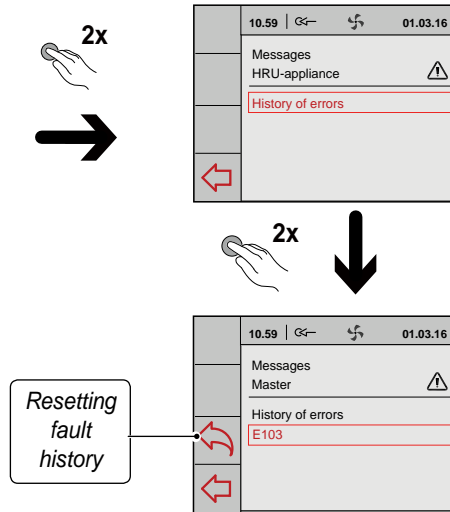 2x
10.59 01.03.16
Messages
HRU-appliance
History of errors
2x
10.59 01.03.16
Messages
Master
History of errors
E103
Resetting
fault
history